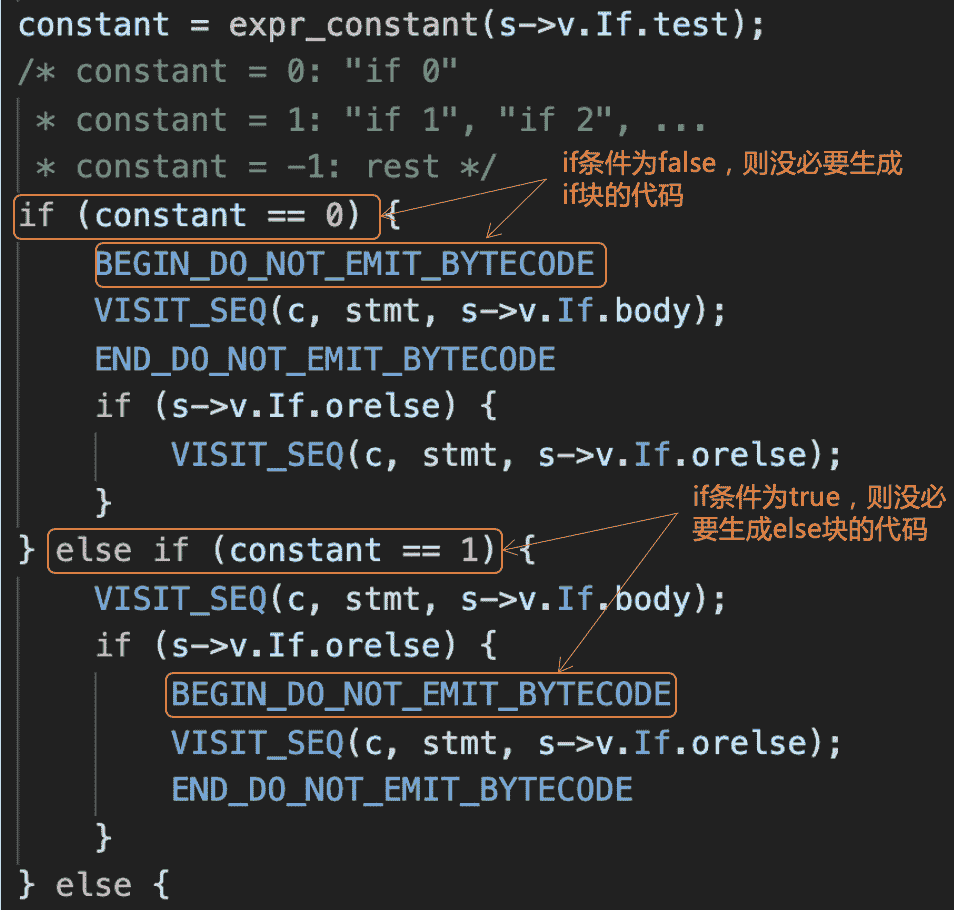 constant = expr_constant(s->v.If.test);
/* constant = 0: "if 0"
 * constant = 1: "if 1", "if 2", ...
 * constant = -1: rest */
if条件为false，则没必要生成
if块的代码
if (constant == 0) {
    BEGIN_DO_NOT_EMIT_BYTECODE
    VISIT_SEQ(c, stmt, s->v.If.body);
    END_DO_NOT_EMIT_BYTECODE
    if (s->v.If.orelse) {
        VISIT_SEQ(c, stmt, s->v.If.orelse);
    }
if条件为true，则没必
要生成else块的代码
} else if (constant == 1) {
    VISIT_SEQ(c, stmt, s->v.If.body);
    if (s->v.If.orelse) {
        BEGIN_DO_NOT_EMIT_BYTECODE
        VISIT_SEQ(c, stmt, s->v.If.orelse);
        END_DO_NOT_EMIT_BYTECODE
    }
} else {